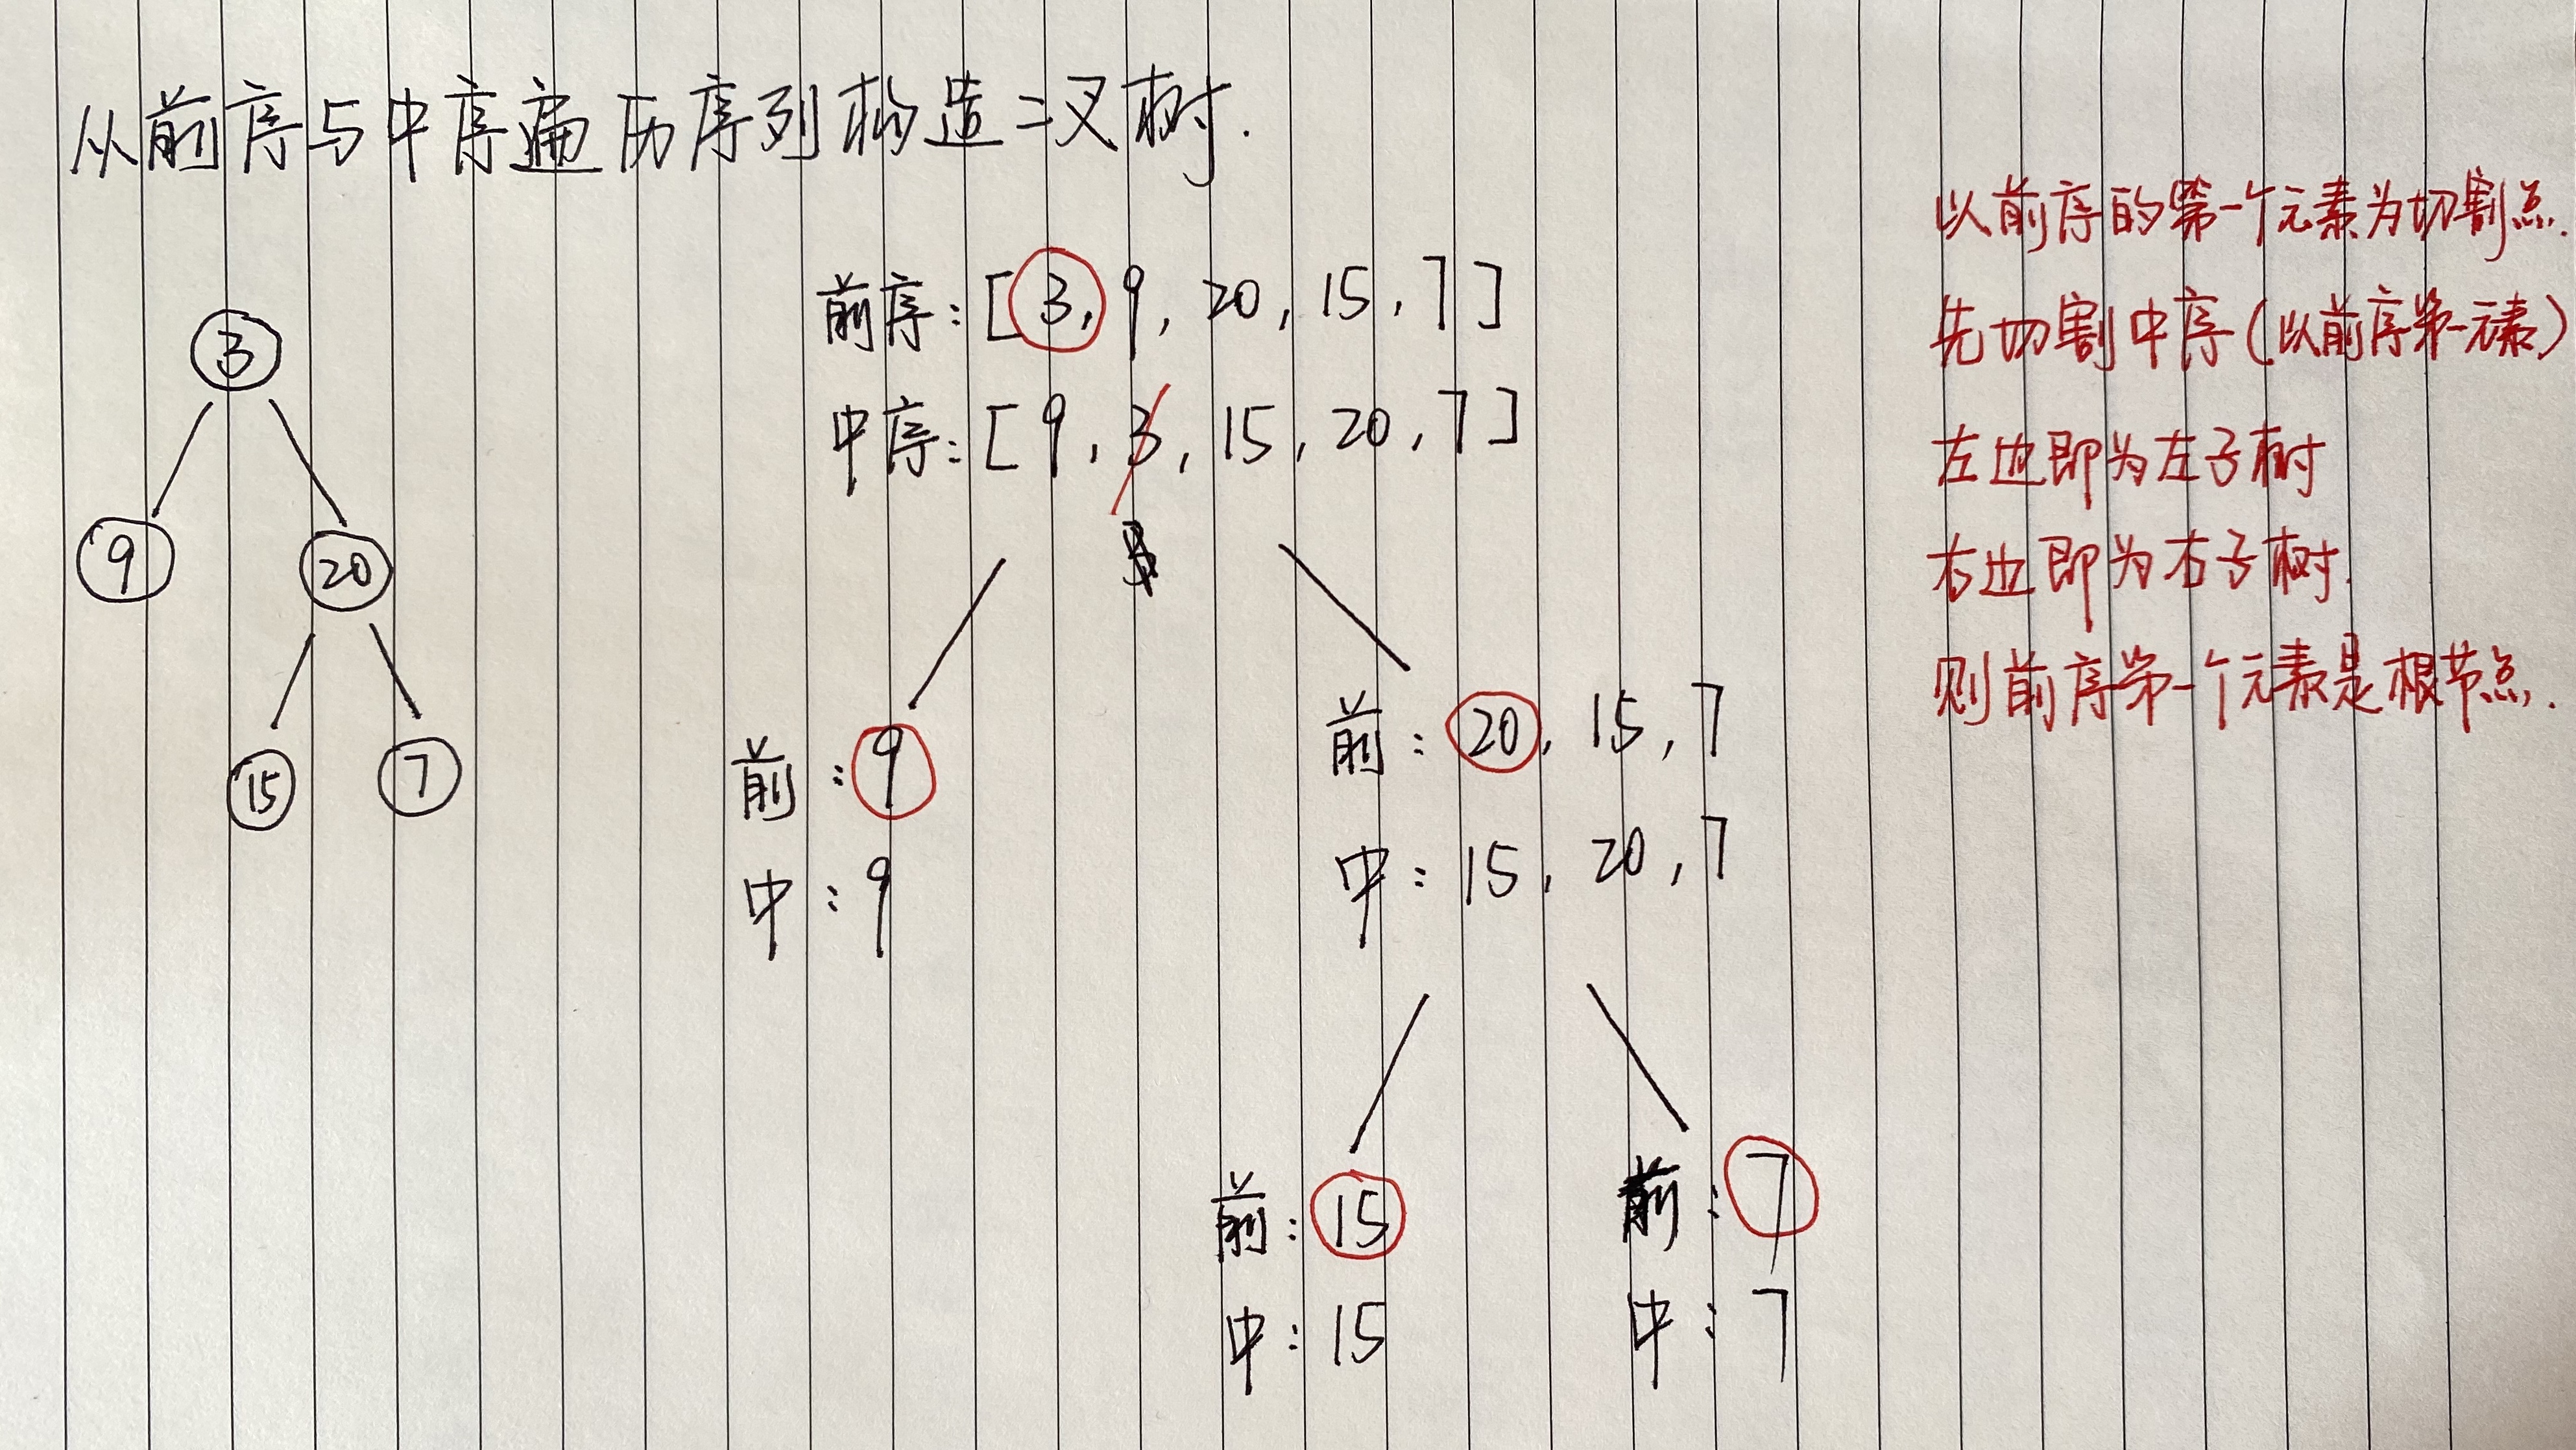 从前序与中序遍历序列构造二叉树.
前序:[3,9,20,15,7]
中序:[9,3,15,20,7]
3
9
20
15
7
前:9
中:9
前:20,15,7
中:15,20,7
前:15
中:15
前:7
中:7
以前序的第一个元素为切割点.
先切割中序(以前序第一元素)
左边即为左子树
右边即为右子树.
则前序第一个元素是根节点.